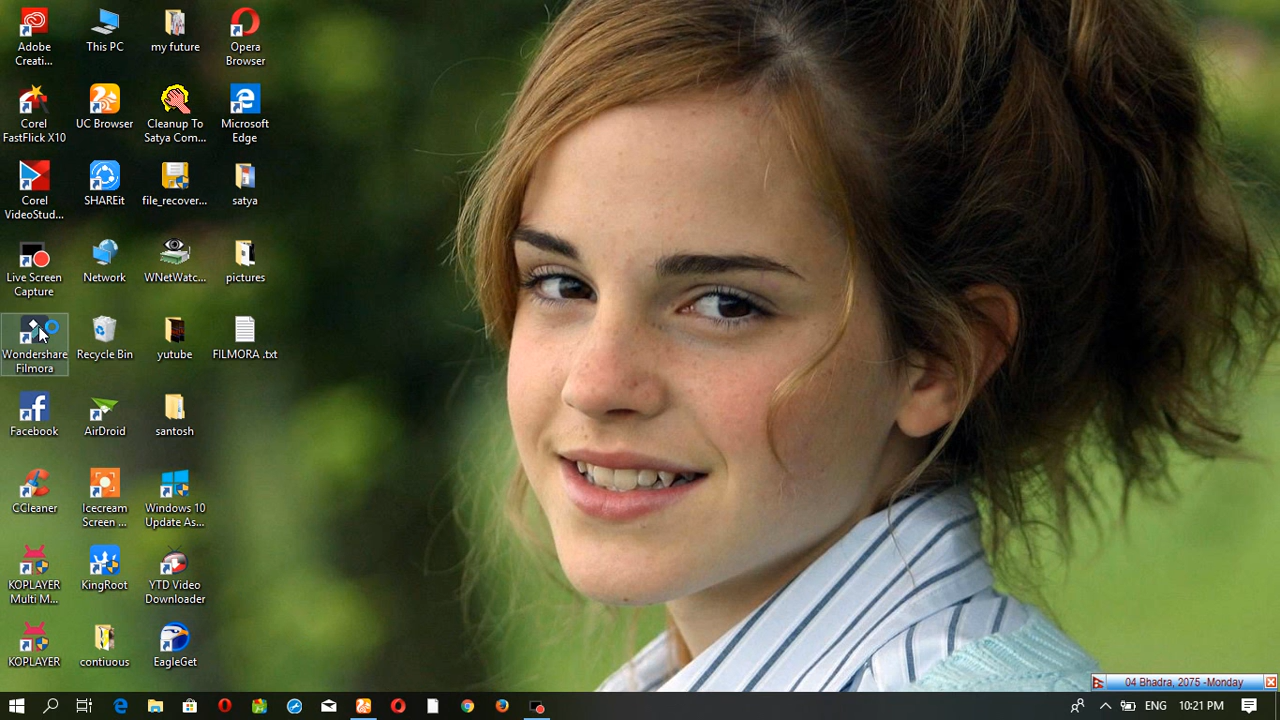 Adobe
Creati...
This PC
my future
Opera
Browser
Corel
FastFlick X10
UC Browser
Cleanup To
Satya Com...
Microsoft
Edge
Corel
VideoStud...
SHAREit
file_recover...
satya
Live Screen
Capture
Network
WNetWatc...
pictures
Wondershare
Filmora
Recycle Bin
yutube
FILMORA .txt
Facebook
AirDroid
santosh
CCleaner
Icecream
Screen ...
Windows 10
Update As...
KOPLAYER
Multi M...
KingRoot
YTD Video
Downloader
KOPLAYER
contiuous
EagleGet
04 Bhadra, 2075 -Monday
ENG
10:21 PM